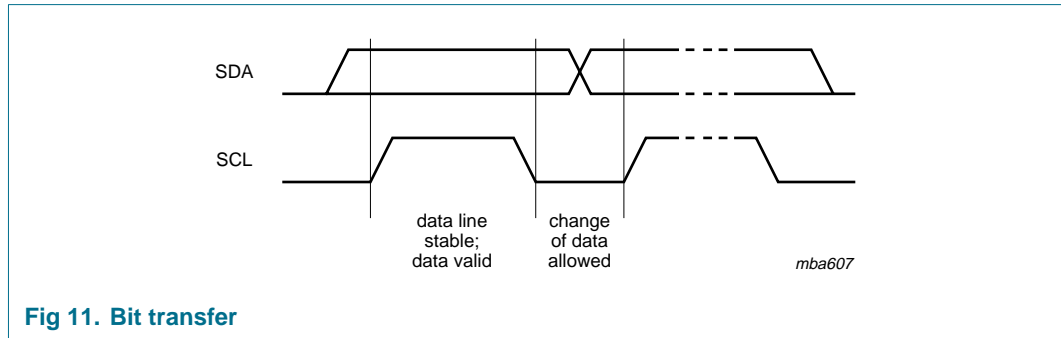 SDA
SCL
data line
stable;
data valid
change
of data
allowed
mba607
Fig 11. Bit transfer